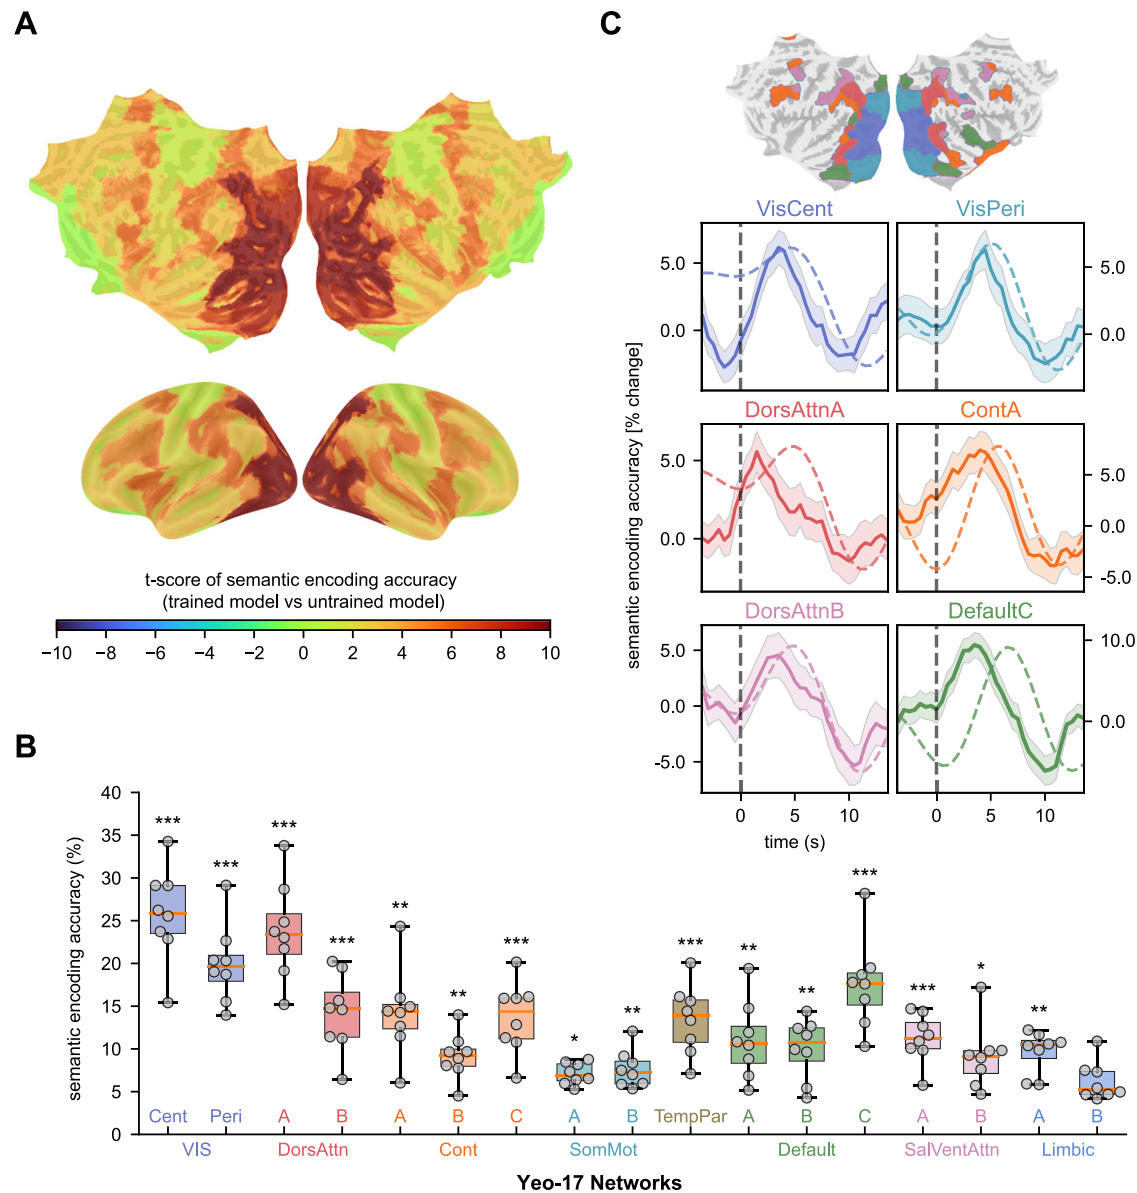 A
t-score of semantic encoding accuracy
(trained model vs untrained model)
−10 −8 −6 −4 −2 0 2 4 6 8 10
C
VisCent VisPeri
5.0
0.0
5.0
0.0
DorsAttnA ContA
5.0
0.0
5.0
0.0
-5.0
DorsAttnB DefaultC
5.0
0.0
-5.0
10.0
0.0
semantic encoding accuracy [% change]
0 5 10 0 5 10
time (s)
B
semantic encoding accuracy (%)
40
35
30
25
20
15
10
5
0
*** *** *** *** ** ** *** * ** *** ** ** *** *** * **
Cent Peri A B A B C A B TempPar A B C A B A B
VIS DorsAttn Cont SomMot Default SalVentAttn Limbic
Yeo-17 Networks